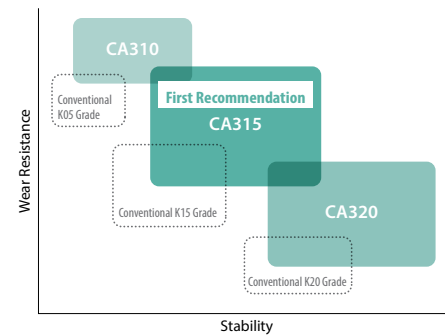 CA310
Conventional
K05 Grade
First Recommendation
CA315
Conventional K15 Grade
CA320
Conventional K20 Grade
Wear Resistance
Stability